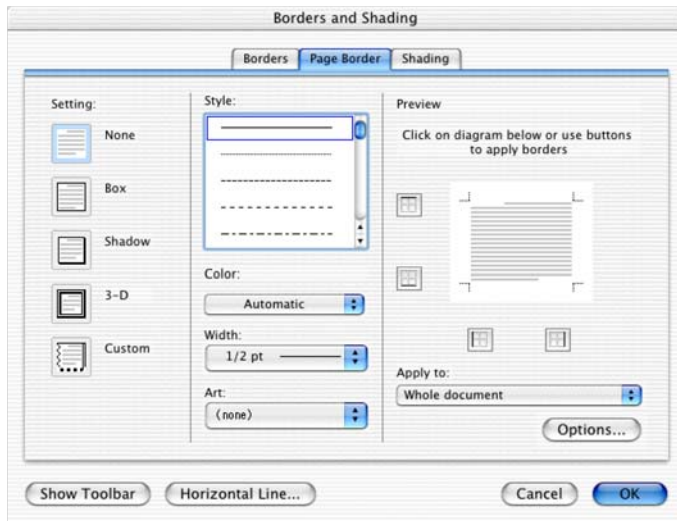 Borders and Shading
Borders
Page Border
Shading
Setting:
None
Box
Shadow
3-D
Custom
Style:
Color:
Automatic
Width:
1/2 pt
Art:
(none)
Preview
Click on diagram below or use buttons
to apply borders
Apply to:
Whole document
Options...
Show Toolbar
Horizontal Line...
Cancel
OK